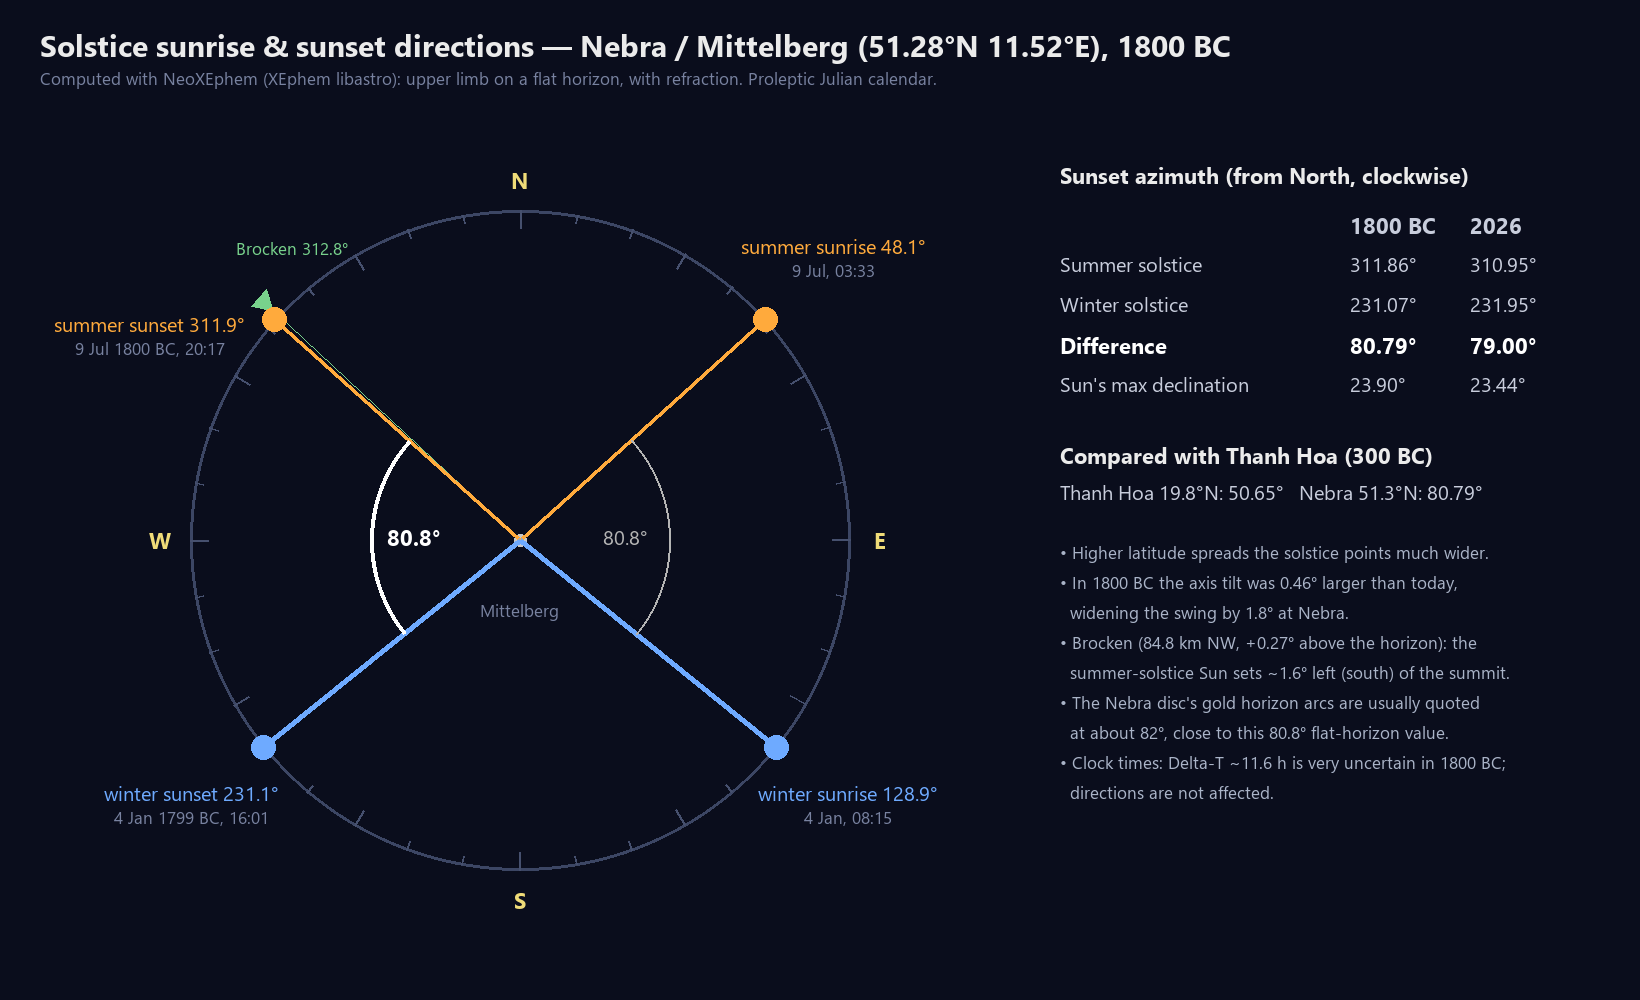 Solstice sunrise & sunset directions — Nebra / Mittelberg (51.28°N 11.52°E), 1800 BC
Computed with NeoXEphem (XEphem libastro): upper limb on a flat horizon, with refraction. Proleptic Julian calendar.
N
Brocken 312.8°
summer sunrise 48.1°
9 Jul, 03:33
summer sunset 311.9°
9 Jul 1800 BC, 20:17
W
80.8°
80.8°
E
Mittelberg
winter sunset 231.1°
4 Jan 1799 BC, 16:01
winter sunrise 128.9°
4 Jan, 08:15
S
Sunset azimuth (from North, clockwise)
1800 BC 2026
Summer solstice 311.86° 310.95°
Winter solstice 231.07° 231.95°
Difference 80.79° 79.00°
Sun's max declination 23.90° 23.44°
Compared with Thanh Hoa (300 BC)
Thanh Hoa 19.8°N: 50.65° Nebra 51.3°N: 80.79°
• Higher latitude spreads the solstice points much wider.
• In 1800 BC the axis tilt was 0.46° larger than today,
widening the swing by 1.8° at Nebra.
• Brocken (84.8 km NW, +0.27° above the horizon): the
summer-solstice Sun sets ~1.6° left (south) of the summit.
• The Nebra disc's gold horizon arcs are usually quoted
at about 82°, close to this 80.8° flat-horizon value.
• Clock times: Delta-T ~11.6 h is very uncertain in 1800 BC;
directions are not affected.